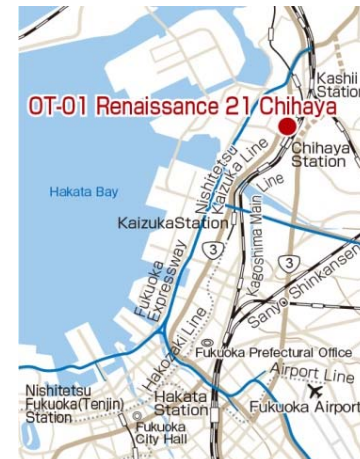 Kashii
Station
OT-01 Renaissance 21 Chihaya
Chihaya
Station
Nishitetsu
Kaizuka Line
Hakata Bay
Line
KaizukaStation
Kagoshima Main
3
3
Fukuoka
Expressway
Sanyo Shinkansen
Hakozaki Line
Fukuoka Prefectural Office
Airport Line
Nishitetsu
Fukuoka(Tenjin)
Station
Hakata
Station
Fukuoka Airport
Fukuoka
City Hall